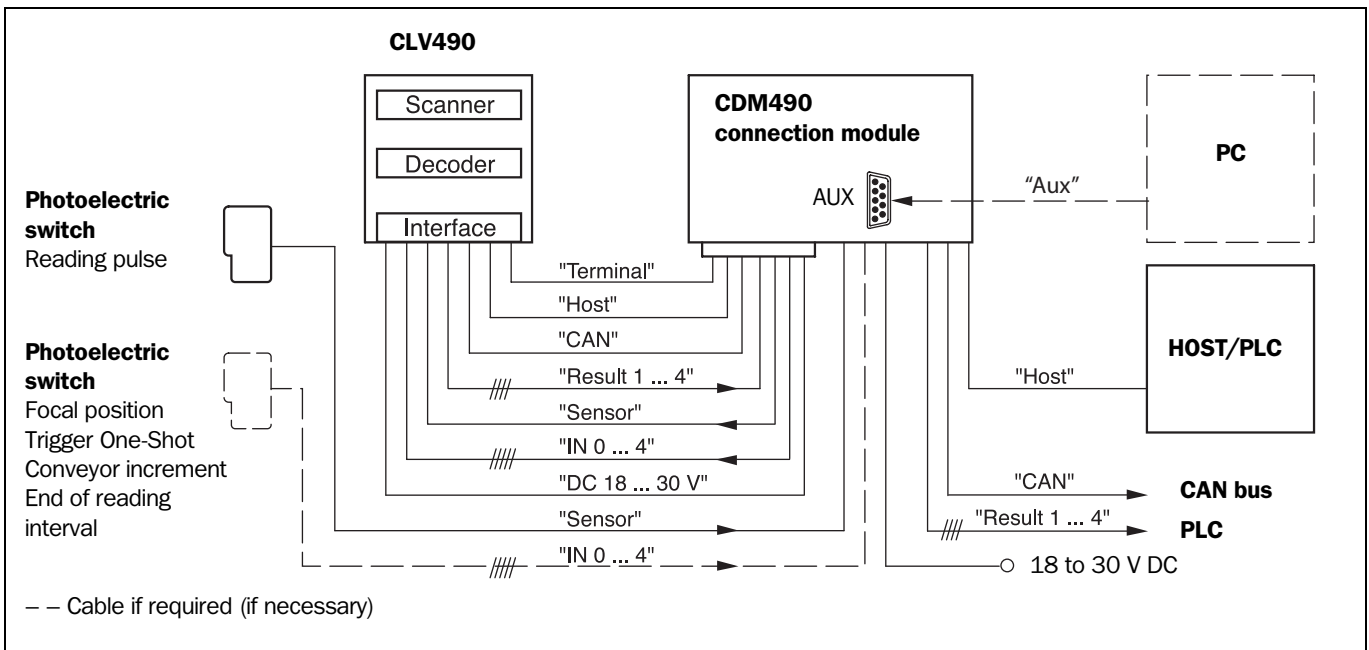 CLV490
Scanner
Decoder
Interface
CDM490
connection module
AUX
"Aux"
PC
Photoelectric
switch
Reading pulse
Photoelectric
switch
Focal position
Trigger One-Shot
Conveyor increment
End of reading
interval
"Terminal"
"Host"
"CAN"
"Result 1 ... 4"
"Sensor"
"IN 0 ... 4"
"DC 18 ... 30 V"
"Sensor"
"IN 0 ... 4"
"Host"
HOST/PLC
"CAN"
CAN bus
"Result 1 ... 4"
PLC
18 to 30 V DC
– – Cable if required (if necessary)